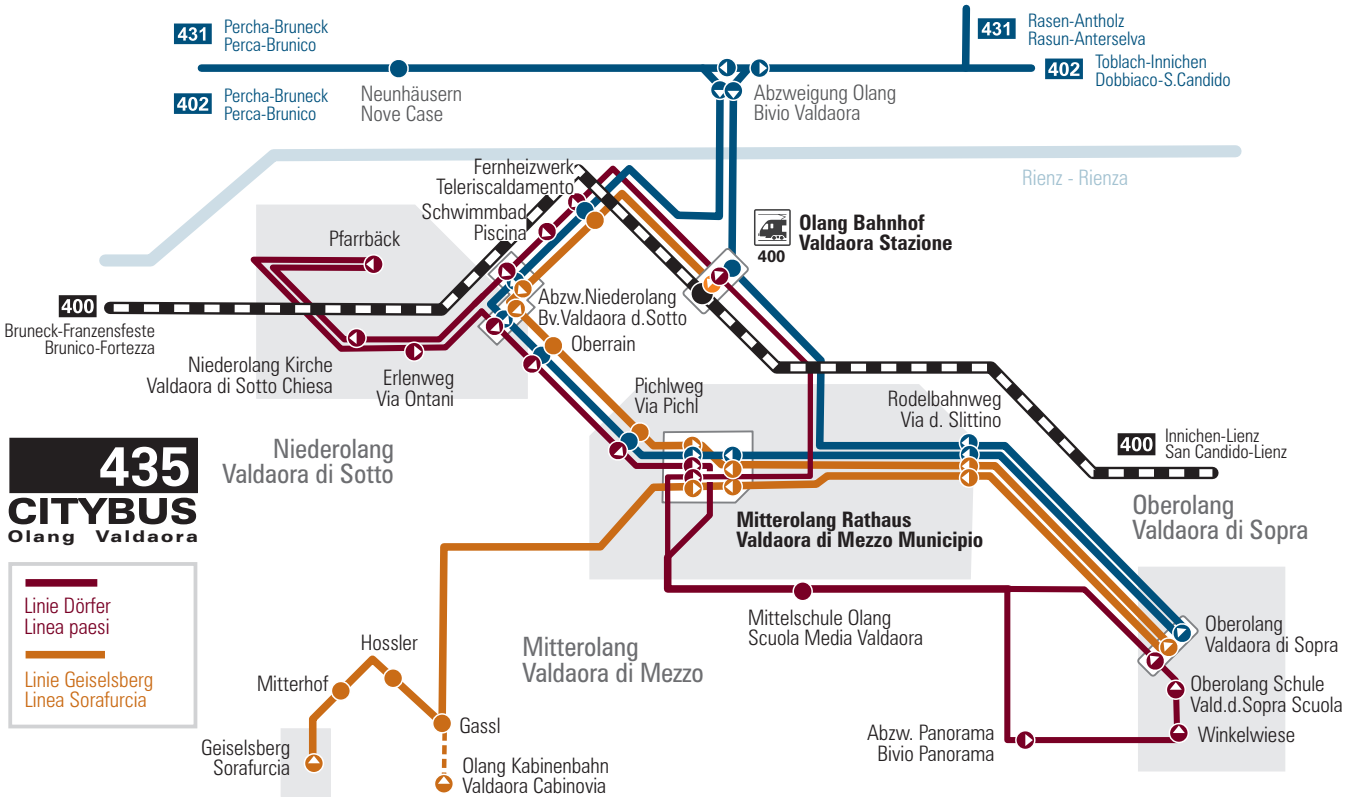 431
Percha-Bruneck
Perca-Brunico
402
Percha-Bruneck
Perca-Brunico
Neunhäusern
Nove Case
Abzweigung Olang
Bivio Valdaora
431
Rasen-Antholz
Rasun-Anterselva
402
Toblach-Innichen
Dobbiaco-S.Candido
Rienz - Rienza
Fernheizwerk
Teleriscaldamento
Schwimmbad
Piscina
Pfarrbäck
Olang Bahnhof
Valdaora Stazione
400
400
Bruneck-Franzensfeste
Brunico-Fortezza
Abzw.Niederolang
Bv.Valdaora d.Sotto
Oberrain
Niederolang Kirche
Valdaora di Sotto Chiesa
Erlenweg
Via Ontani
Pichlweg
Via Pichl
Rodelbahnweg
Via d. Slittino
400
Innichen-Lienz
San Candido-Lienz
Niederolang
Valdaora di Sotto
Oberolang
Valdaora di Sopra
435
CITYBUS
Olang Valdaora
Mitterolang Rathaus
Valdaora di Mezzo Municipio
Linie Dörfer
Linea paesi
Linie Geiselsberg
Linea Sorafurcia
Mittelschule Olang
Scuola Media Valdaora
Mitterolang
Valdaora di Mezzo
Oberolang
Valdaora di Sopra
Oberolang Schule
Vald.d.Sopra Scuola
Winkelwiese
Abzw. Panorama
Bivio Panorama
Hossler
Mitterhof
Gassl
Geiselsberg
Sorafurcia
Olang Kabinenbahn
Valdaora Cabinovia